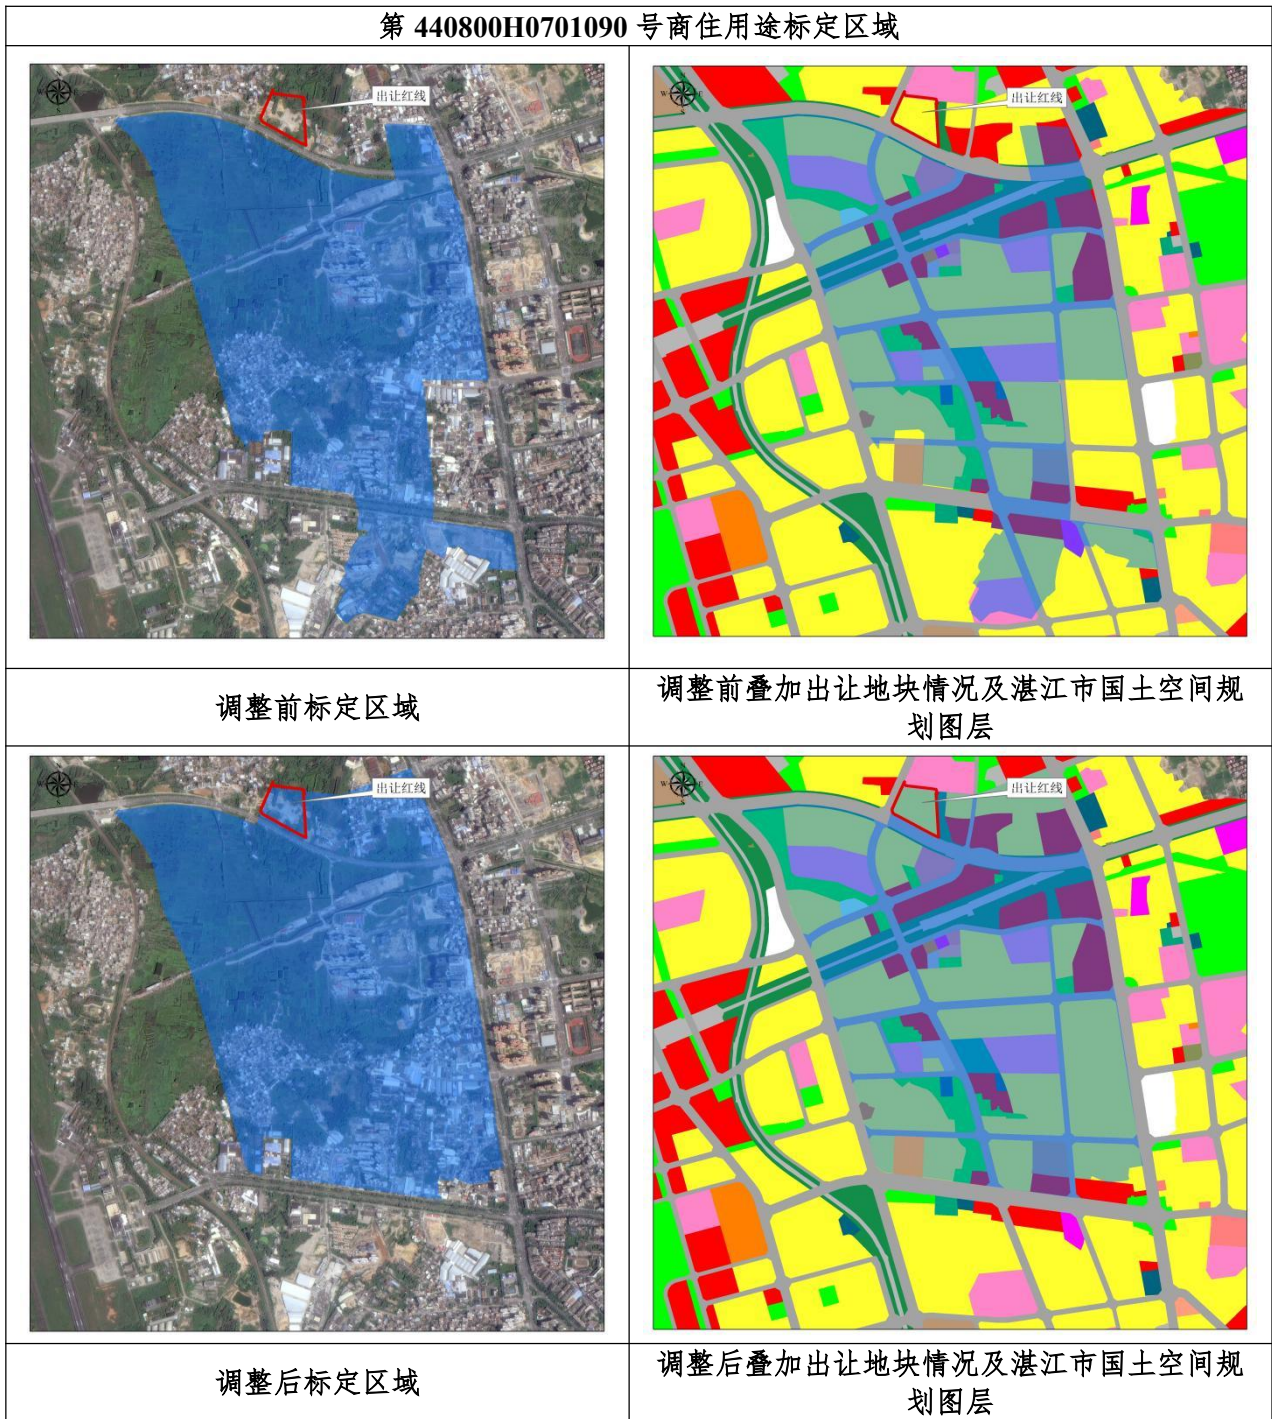 第 440800H0701090 号商住用途标定区域
出让红线
出让红线
调整前标定区域
调整前叠加出让地块情况及湛江市国土空间规
划图层
出让红线
出让红线
调整后标定区域
调整后叠加出让地块情况及湛江市国土空间规
划图层